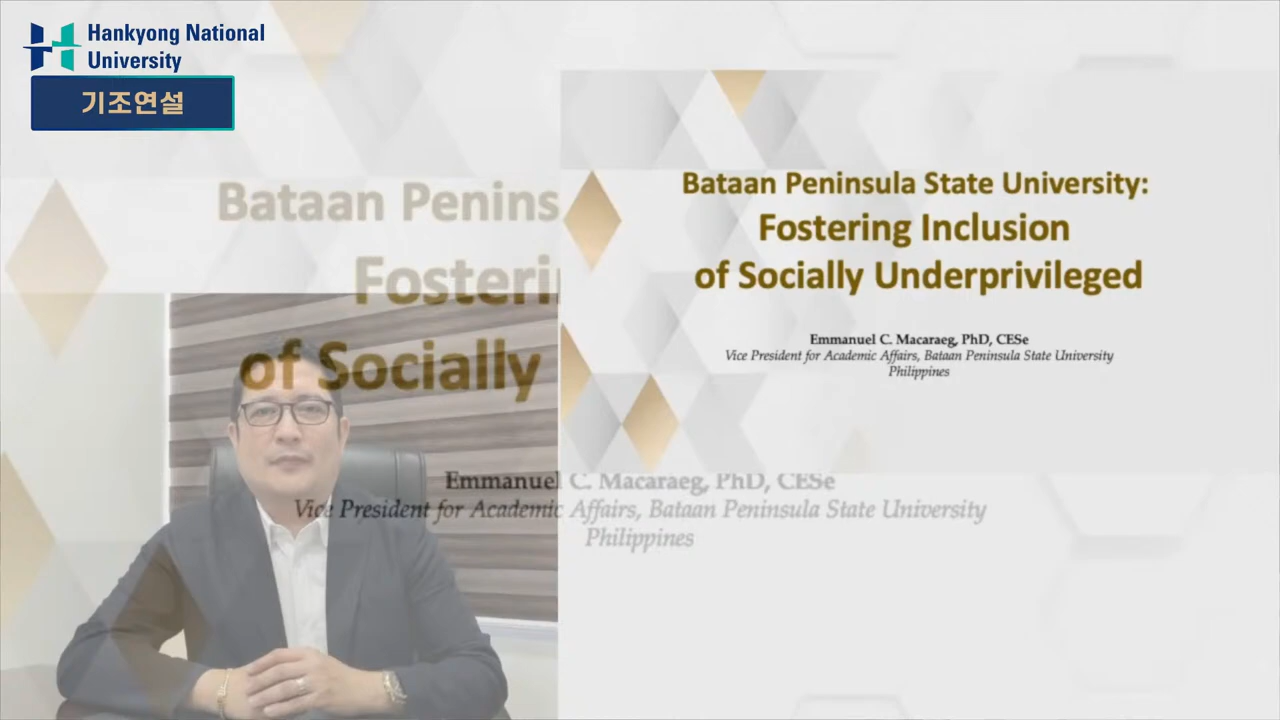 Hankyong National
University
기조연설
Bataan Peninsula State University:
Fostering Inclusion
of Socially Underprivileged
Emmanuel C. Macaraeg, PhD, CESe
Vice President for Academic Affairs, Bataan Peninsula State University
Philippines
Bataan Penins
Fosteri
of Socially
Emmanuel C. Macaraeg, PhD, CESe
Vice President for Academic Affairs, Bataan Peninsula State University
Philippines